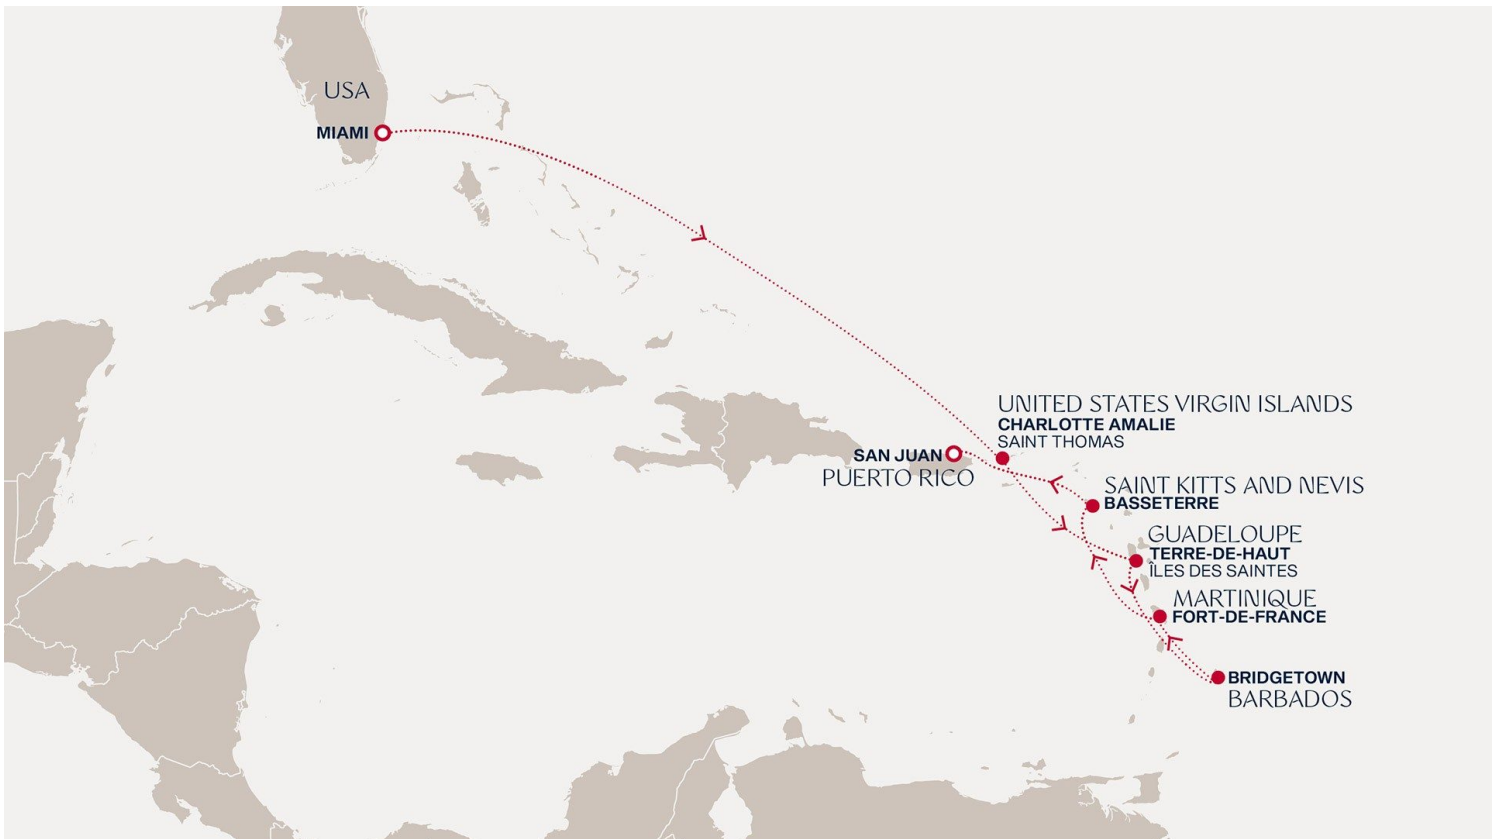 USA
MIAMI
UNITED STATES VIRGIN ISLANDS
CHARLOTTE AMALIE
SAINT THOMAS
SAN JUAN
PUERTO RICO
SAINT KITTS AND NEVIS
BASSETERRE
GUADELOUPE
TERRE-DE-HAUT
ÎLES DES SAINTES
MARTINIQUE
FORT-DE-FRANCE
BRIDGETOWN
BARBADOS